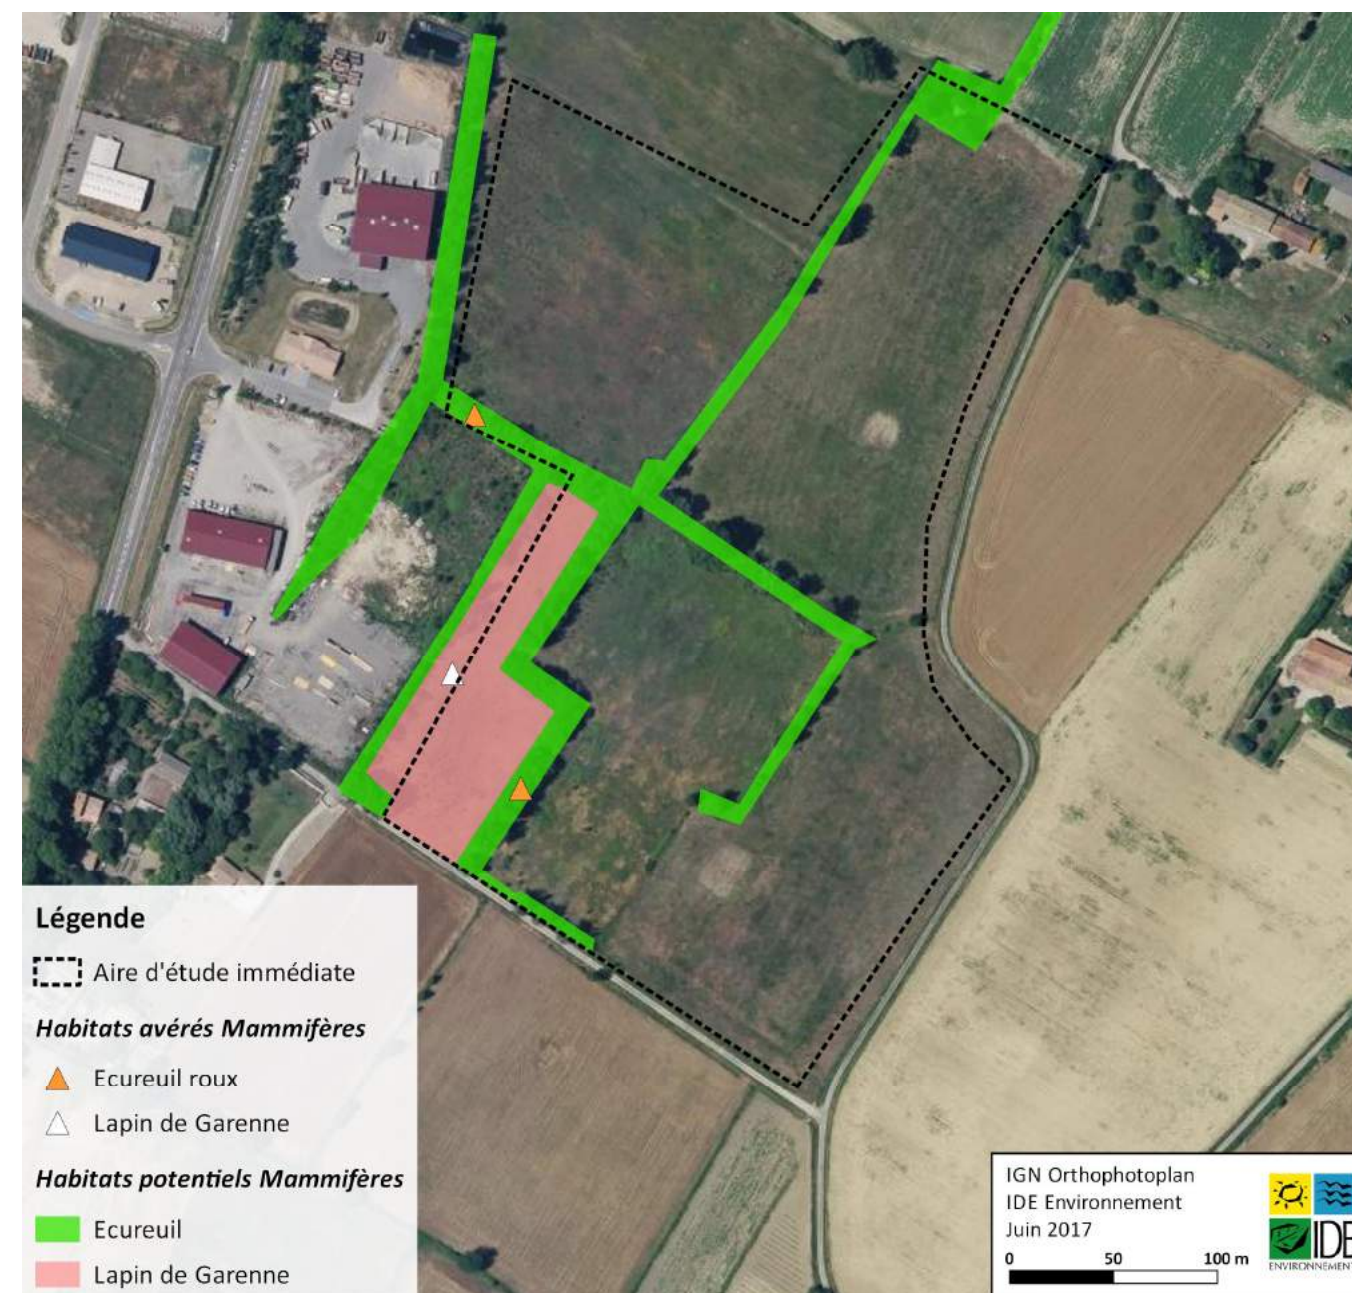 Légende
Aire d'étude immédiate
Habitats avérés Mammifères
Ecureuil roux
Lapin de Garenne
Habitats potentiels Mammifères
Ecureuil
Lapin de Garenne
IGN Orthophotoplan
IDE Environnement
Juin 2017
0 50 100 m
IDE
ENVIRONNEMENT